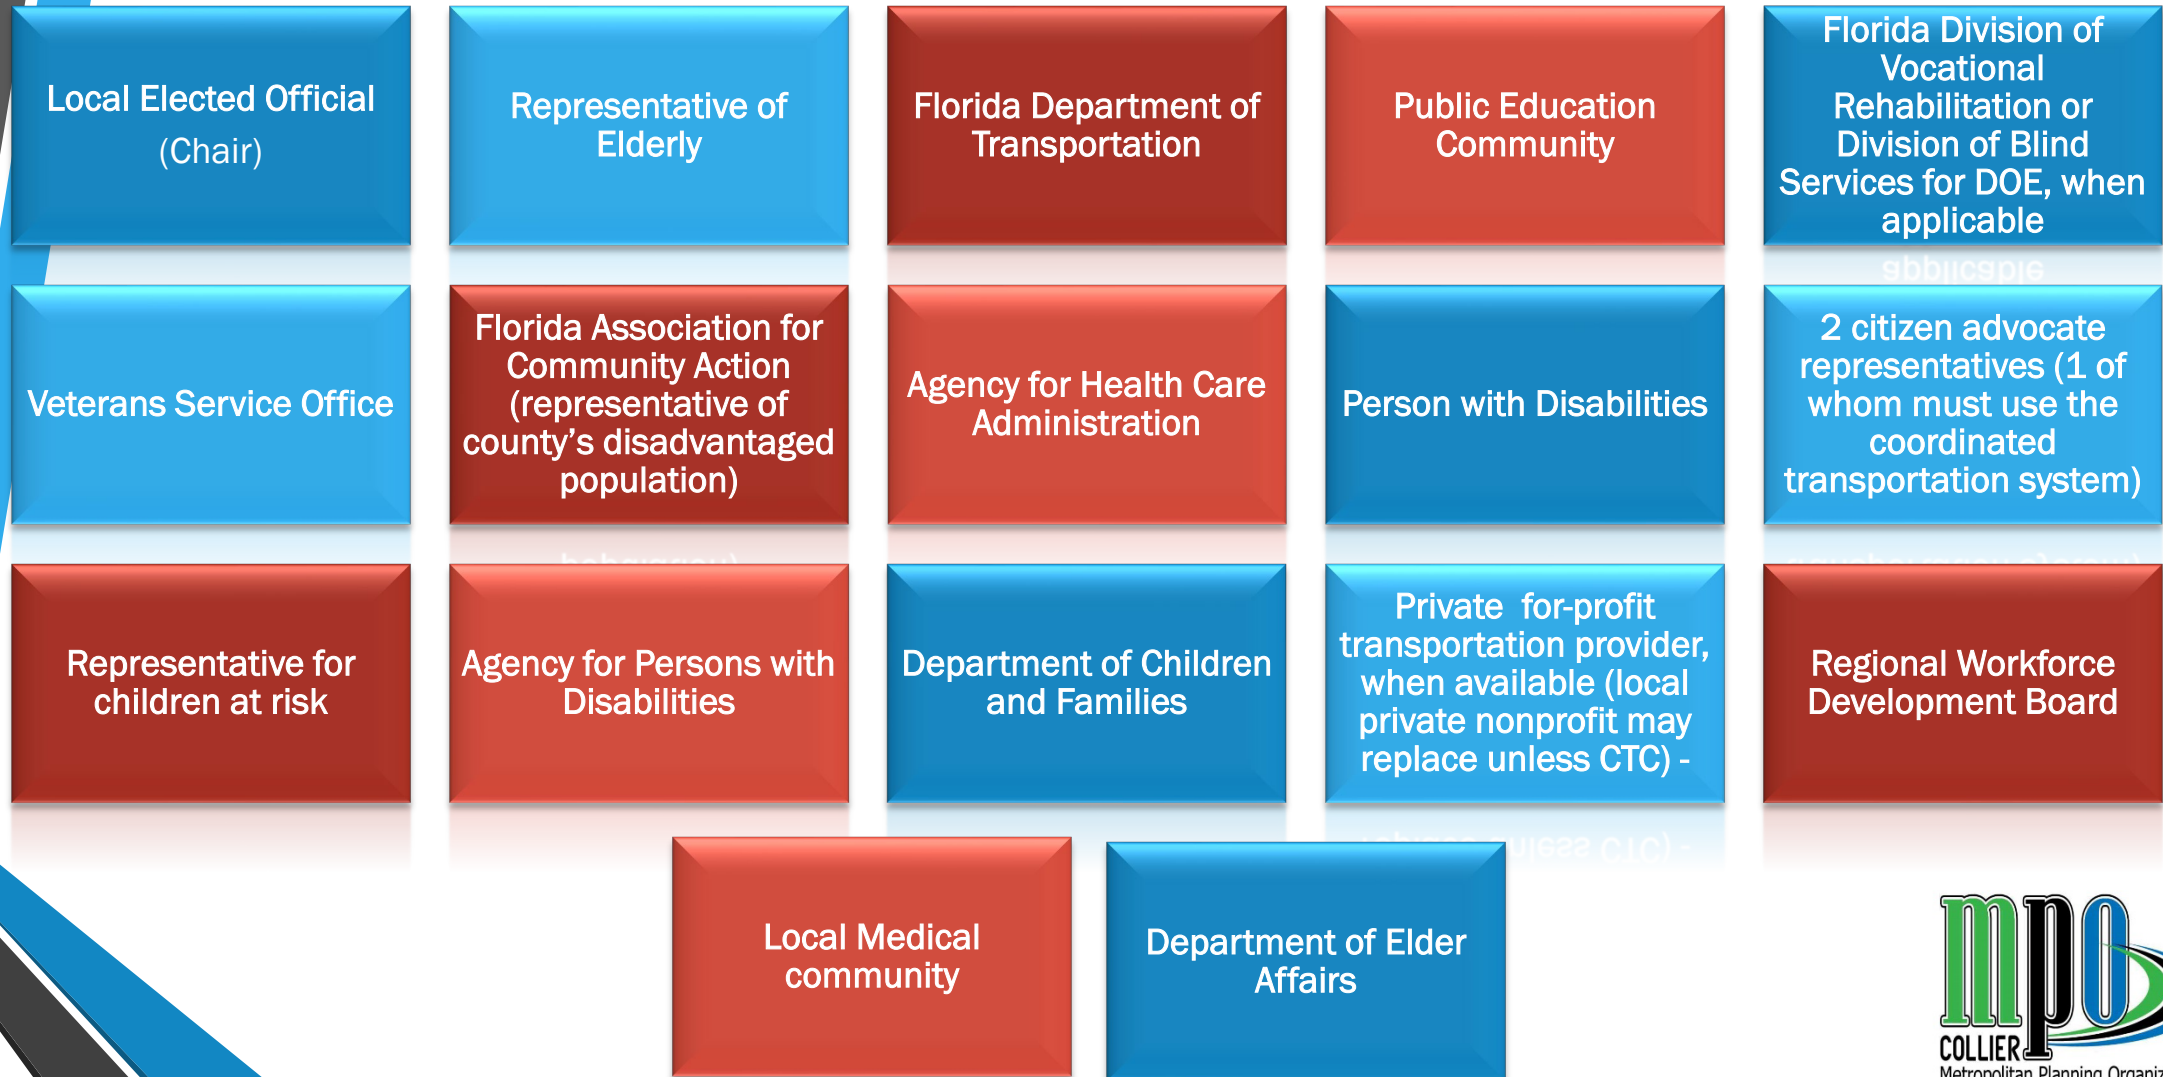 Local Elected Official
(Chair)
Representative of
Elderly
Florida Department of
Transportation
Public Education
Community
Florida Division of
Vocational
Rehabilitation or
Division of Blind
Services for DOE, when
applicable
Veterans Service Office
Florida Association for
Community Action
(representative of
county’s disadvantaged
population)
Agency for Health Care
Administration
Person with Disabilities
2 citizen advocate
representatives (1 of
whom must use the
coordinated
transportation system)
Representative for
children at risk
Agency for Persons with
Disabilities
Department of Children
and Families
Private for-profit
transportation provider,
when available (local
private nonprofit may
replace unless CTC) -
Regional Workforce
Development Board
Local Medical
community
Department of Elder
Affairs
mpo
COLLIER
Metropolitan Planning